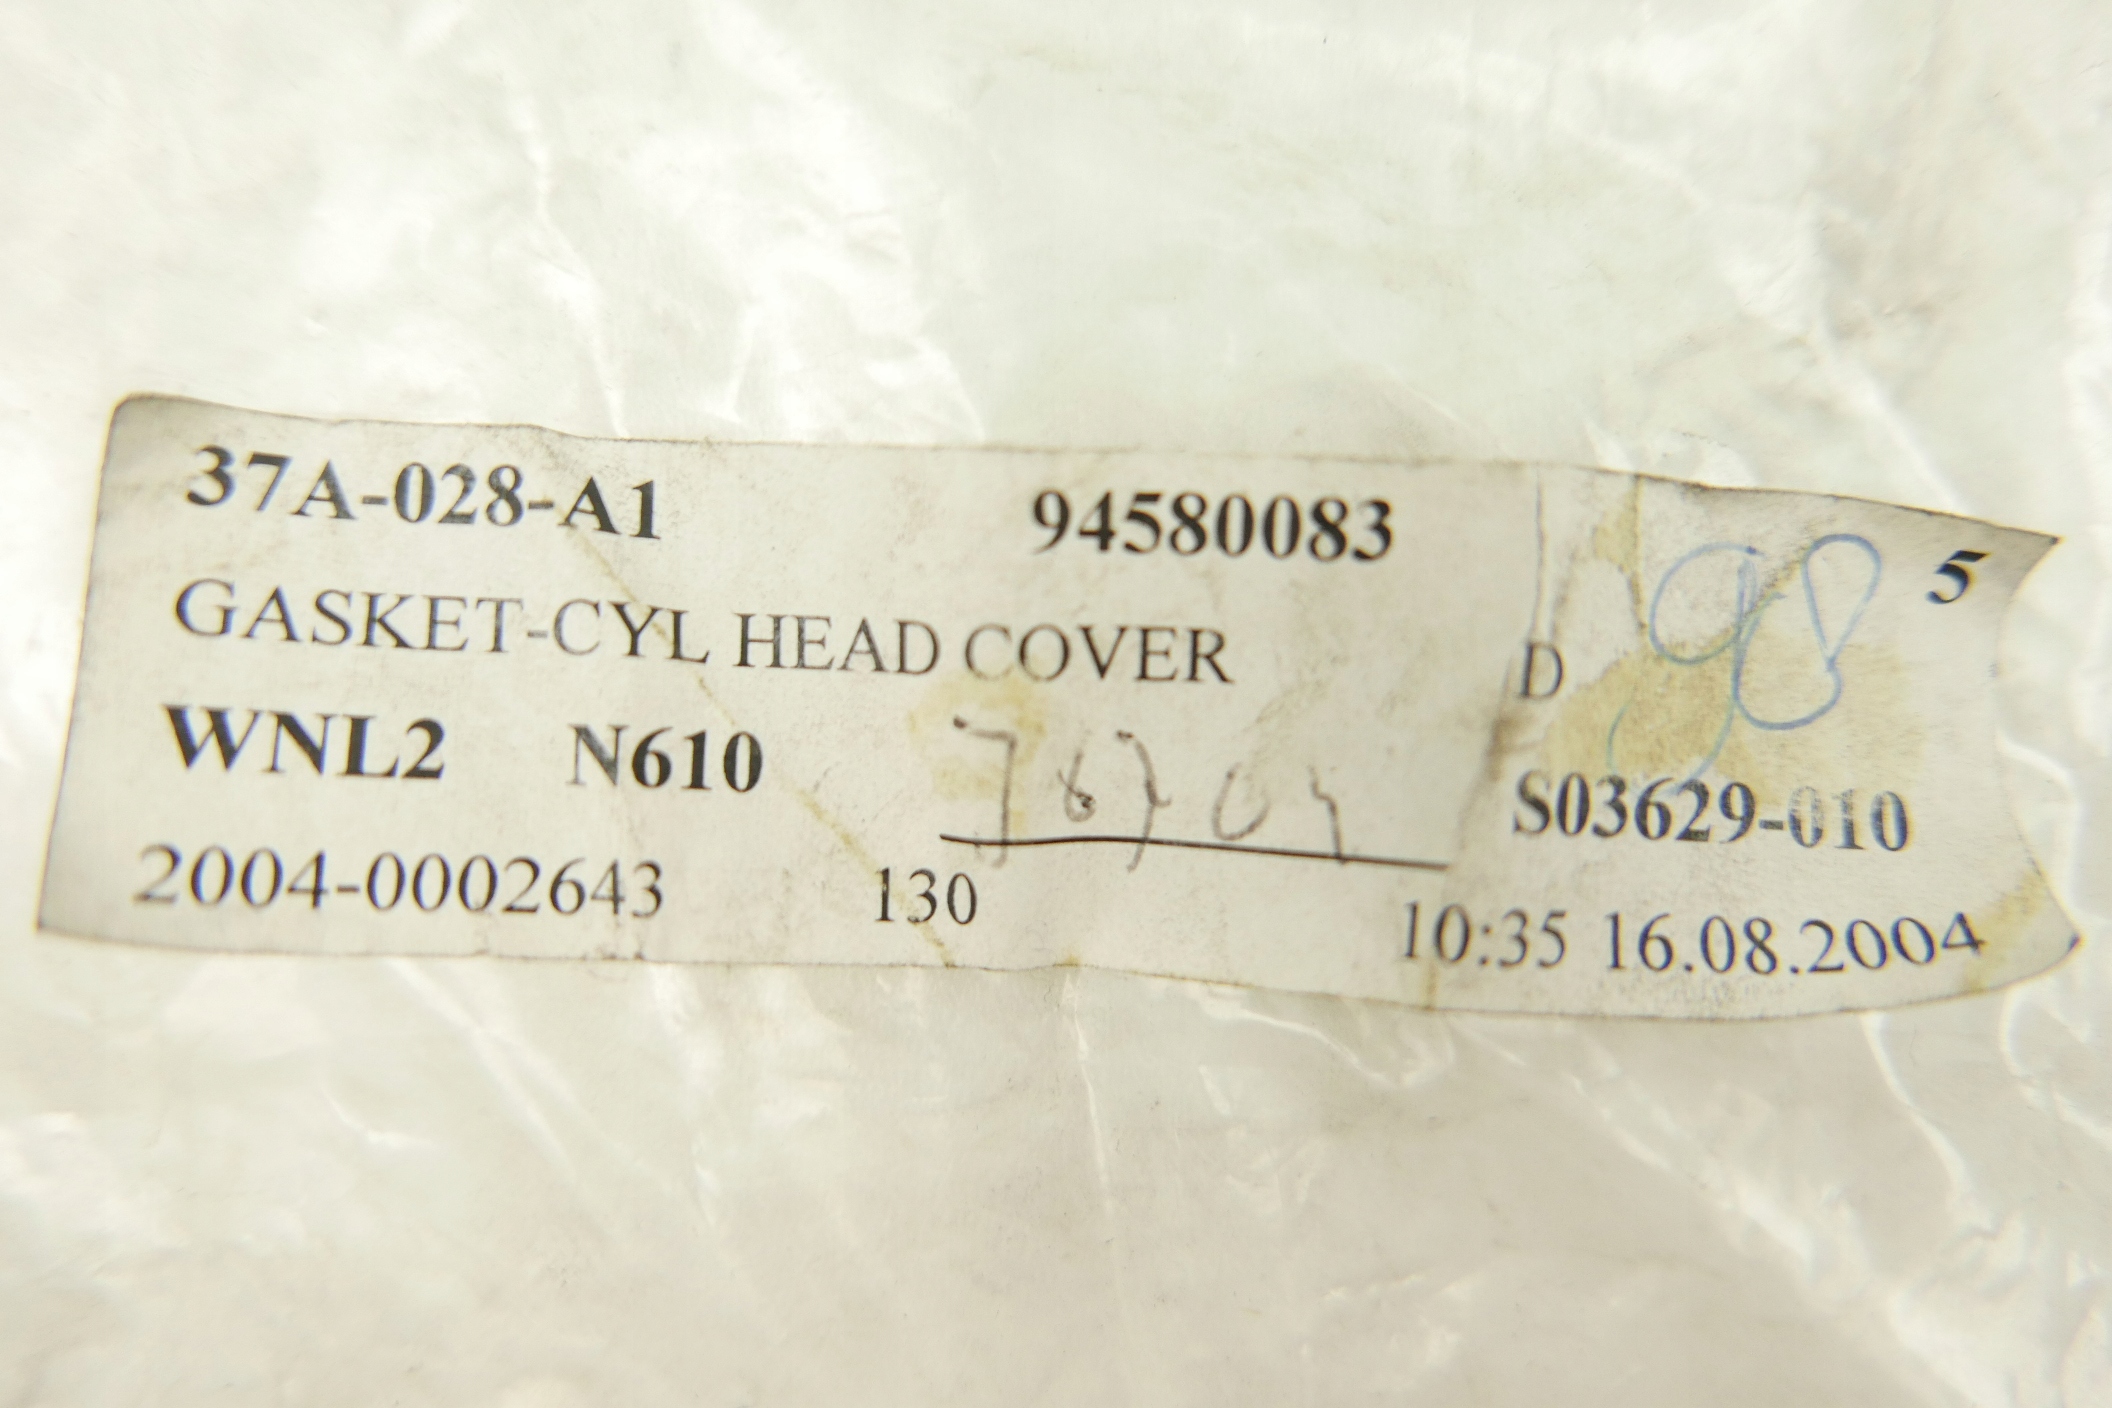 37A-028-A1 94580083 98 5
GASKET-CYL HEAD COVER D
WNL2 N610 S03629-010
2004-0002643 130 10:35 16.08.2004